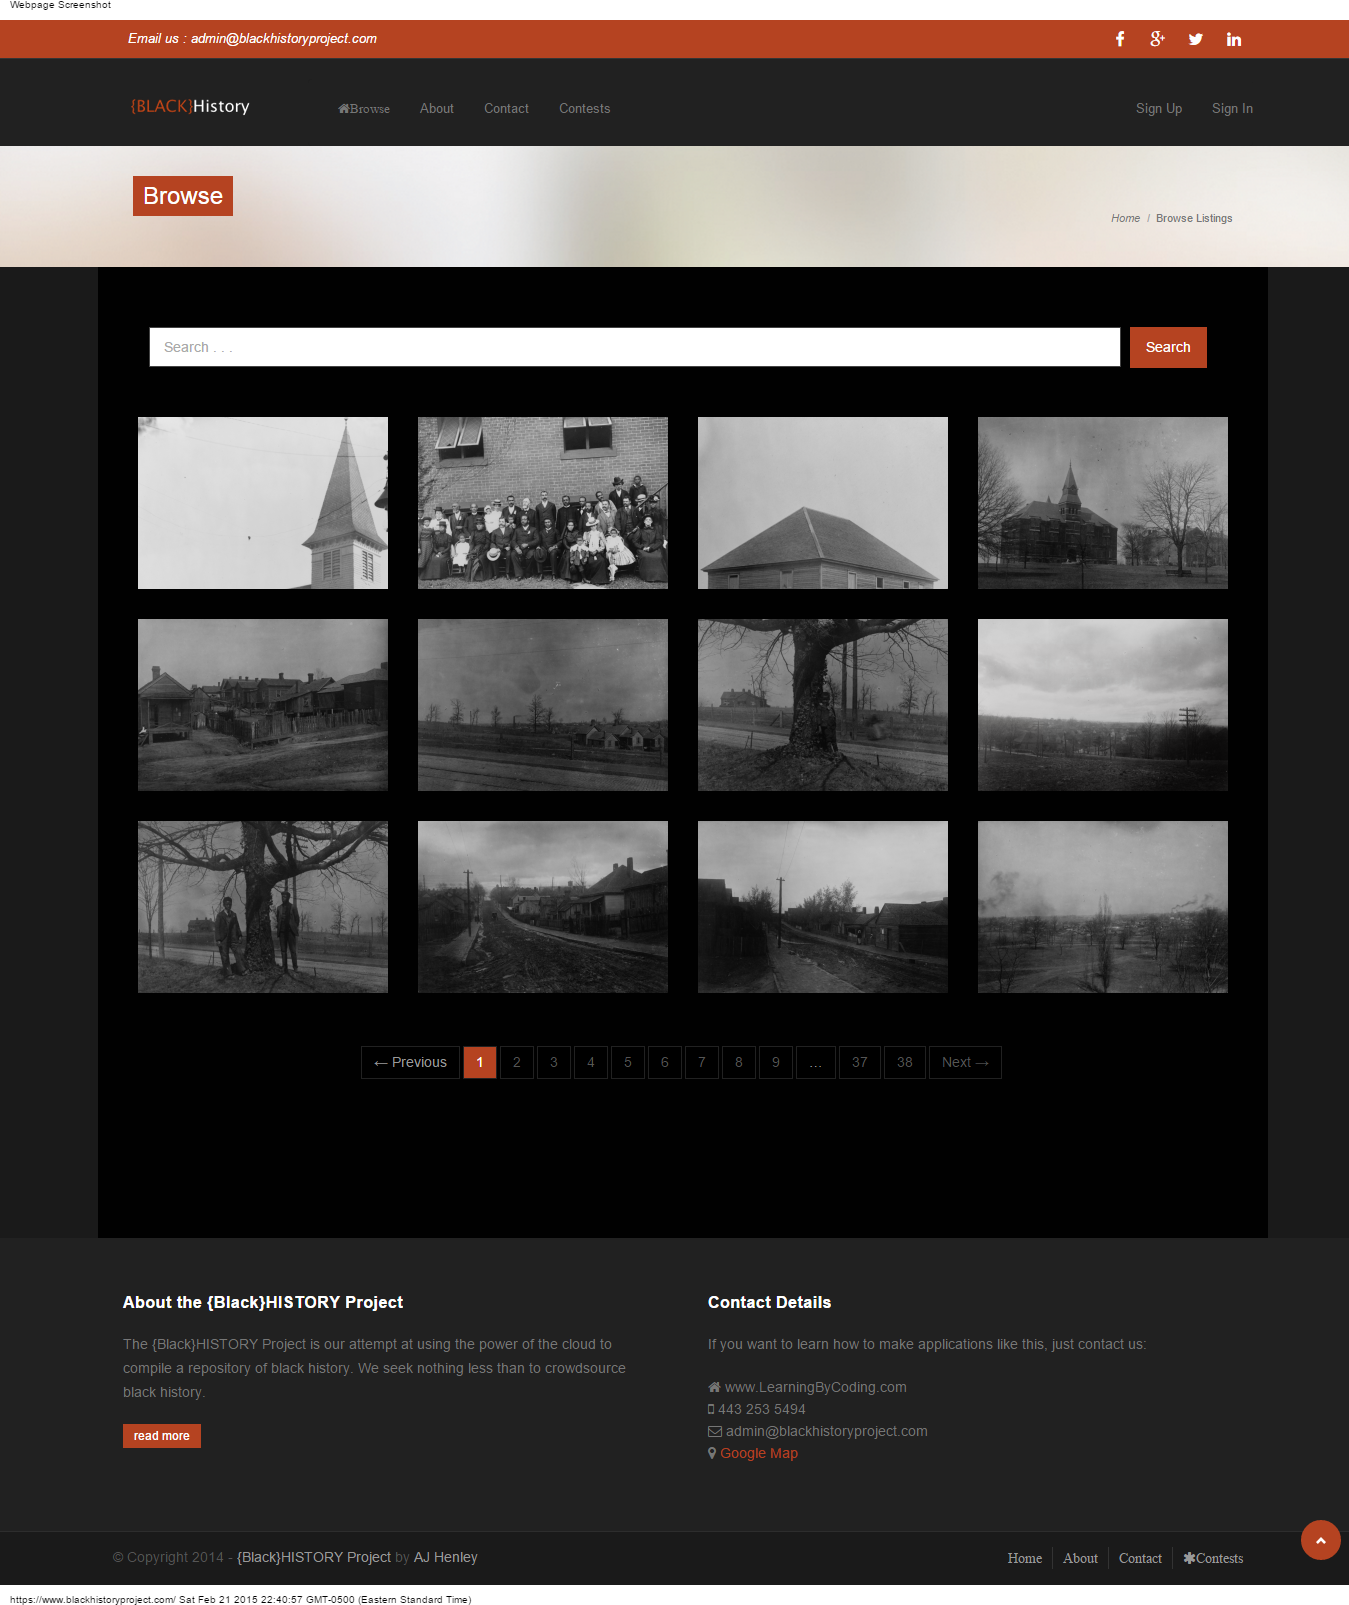 Webpage Screenshot
Email us : admin@blackhistoryproject.com
{BLACK}History
Browse
About
Contact
Contests
Sign Up
Sign In
Browse
Home / Browse Listings
Search . . .
Search
← Previous 1 2 3 4 5 6 7 8 9 ... 37 38 Next →
About the {Black}HISTORY Project
The {Black}HISTORY Project is our attempt at using the power of the cloud to
compile a repository of black history. We seek nothing less than to crowdsource
black history.
read more
Contact Details
If you want to learn how to make applications like this, just contact us:
www.LearningByCoding.com
443 253 5494
admin@blackhistoryproject.com
Google Map
© Copyright 2014 - {Black}HISTORY Project by AJ Henley
Home
About
Contact
Contests
https://www.blackhistoryproject.com/ Sat Feb 21 2015 22:40:57 GMT-0500 (Eastern Standard Time)